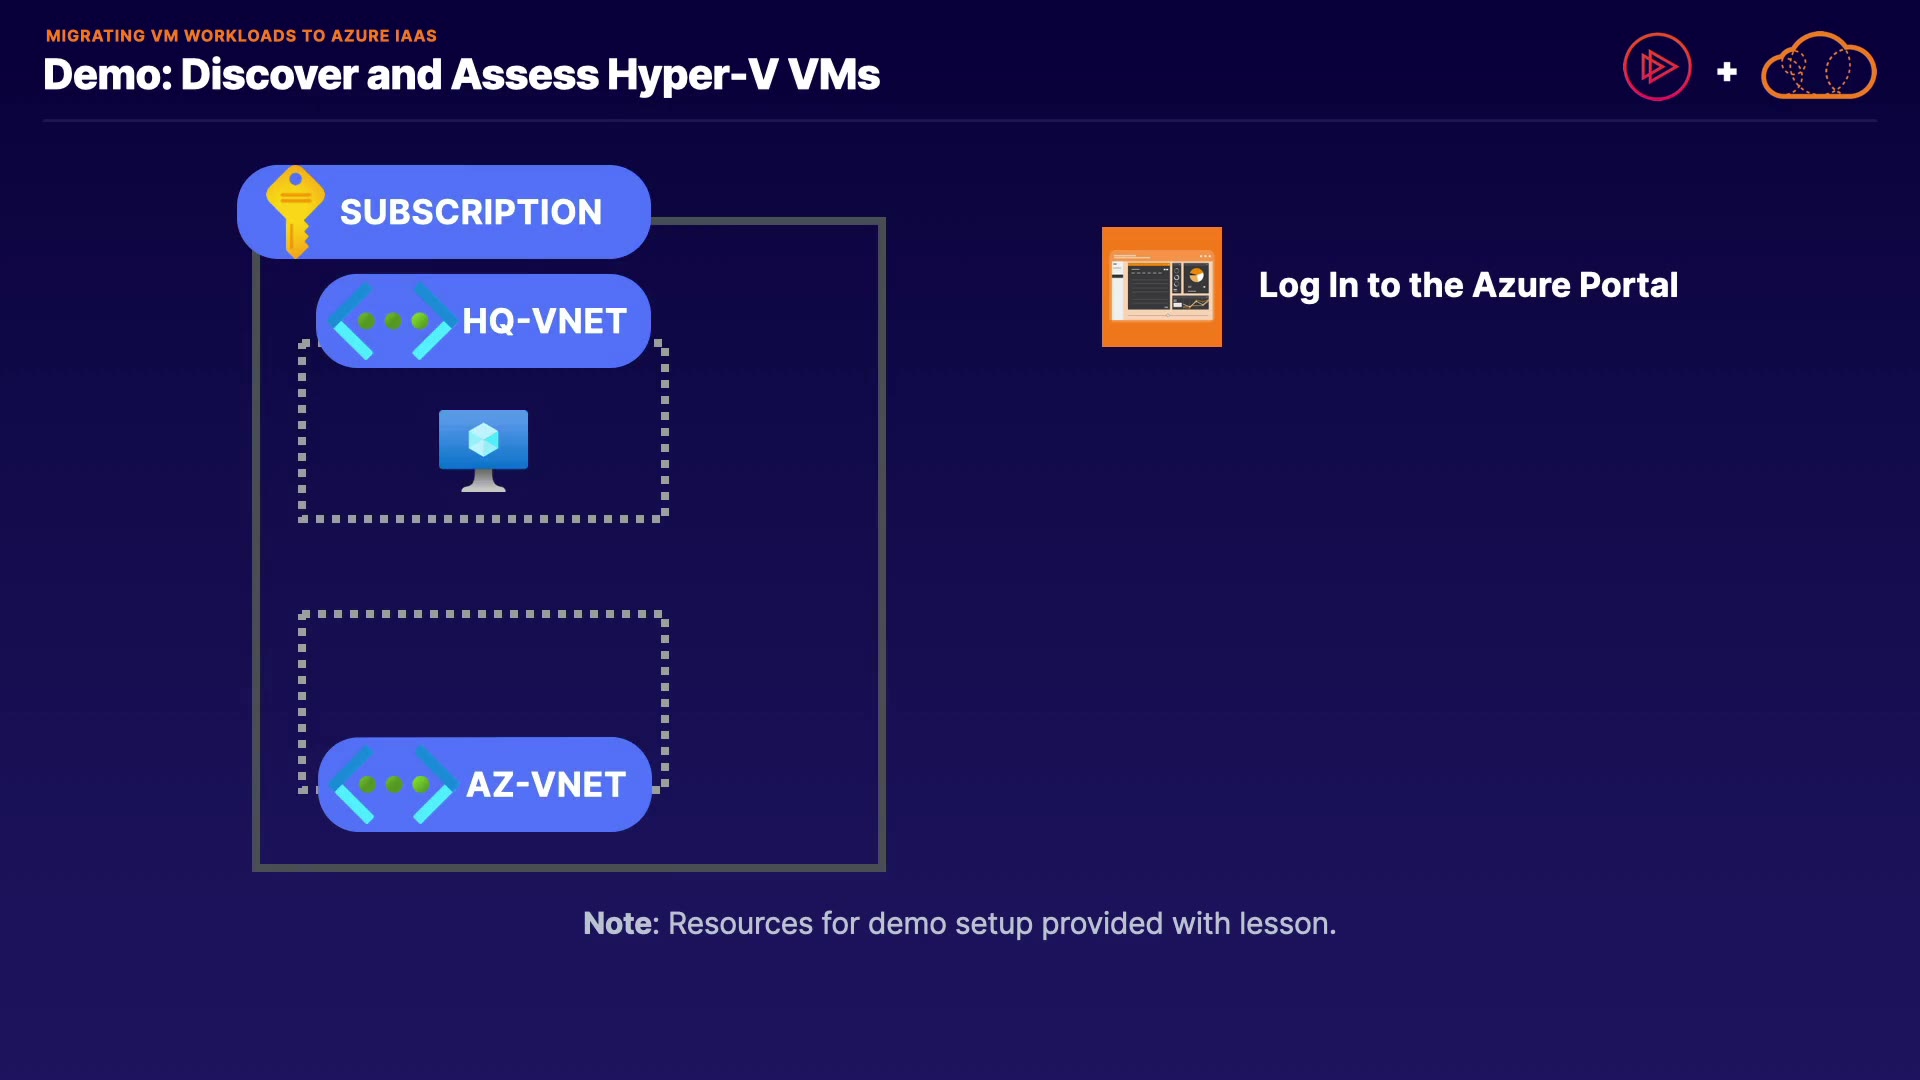 MIGRATING VM WORKLOADS TO AZURE IAAS
Demo: Discover and Assess Hyper-V VMs
SUBSCRIPTION
HQ-VNET
AZ-VNET
Log In to the Azure Portal
Note: Resources for demo setup provided with lesson.